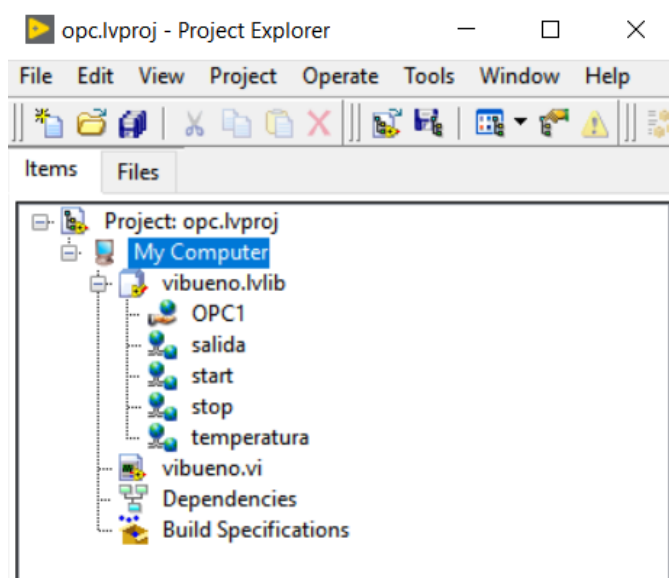 opc.lvproj - Project Explorer
File Edit View Project Operate Tools Window Help
Items Files
Project: opc.lvproj
My Computer
vibueno.lvlib
OPC1
salida
start
stop
temperatura
vibueno.vi
Dependencies
Build Specifications